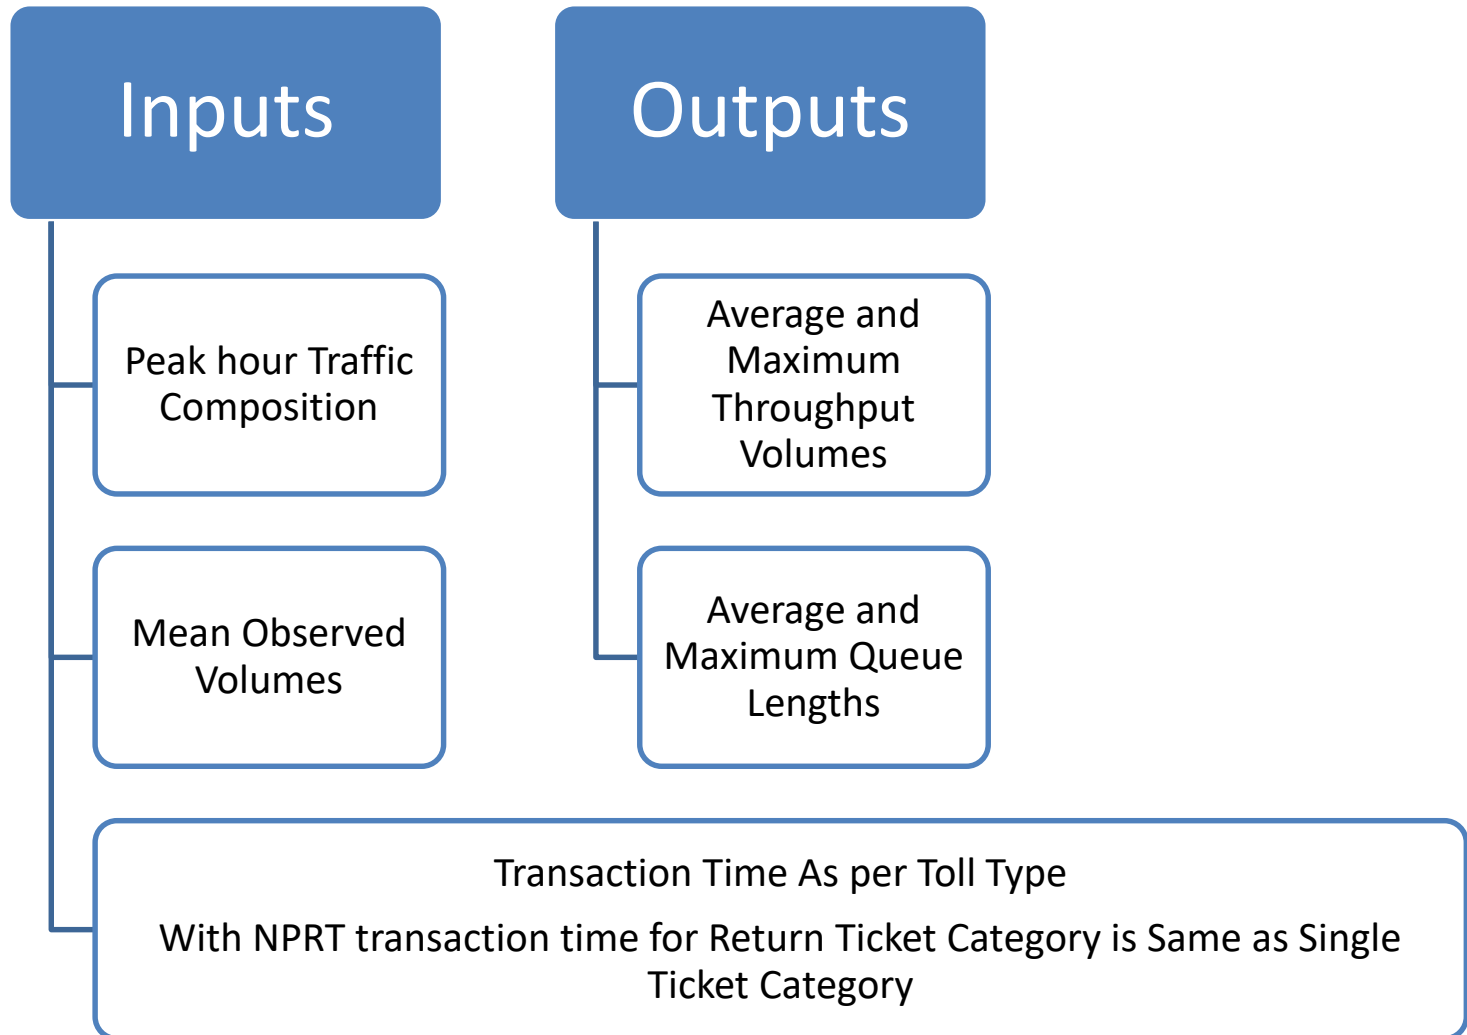 Inputs
Peak hour Traffic
Composition
Mean Observed
Volumes
Transaction Time As per Toll Type
With NPRT transaction time for Return Ticket Category is Same as Single
Ticket Category
Outputs
Average and
Maximum
Throughput
Volumes
Average and
Maximum Queue
Lengths